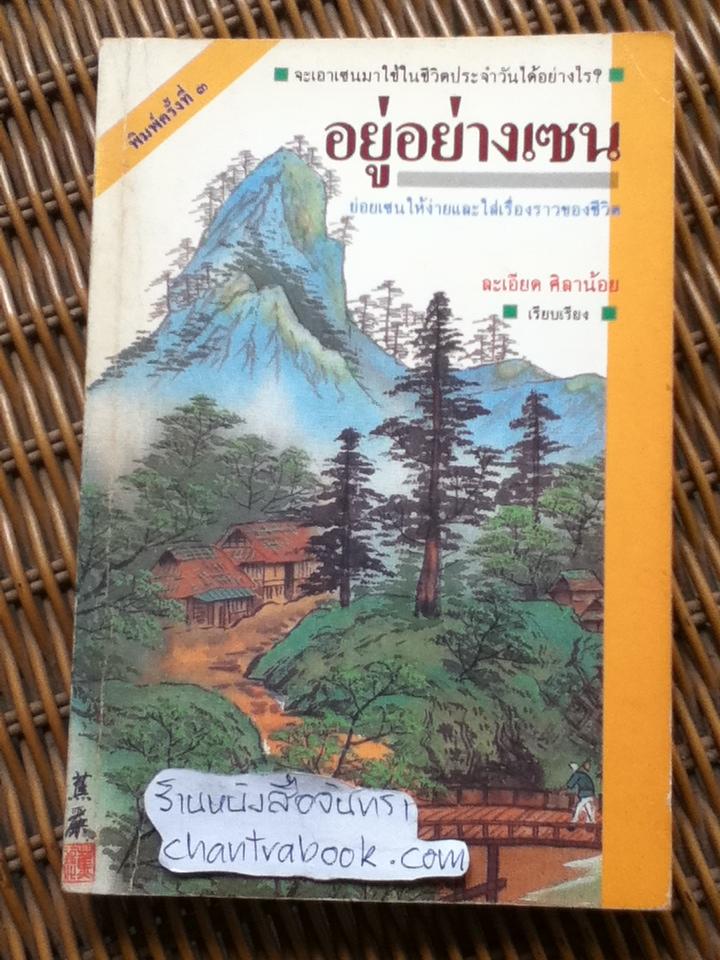 พิมพ์ครั้งที่ ๓
จะเอาเซนมาใช้ในชีวิตประจำวันได้อย่างไร?
อยู่อย่างเซน
ย่อยเซนให้ง่ายและใส่เรื่องราวของชีวิต
ละเอียด ศิลาน้อย
เรียบเรียง
ร้านหนังสือจันทรา
chantrabook.com